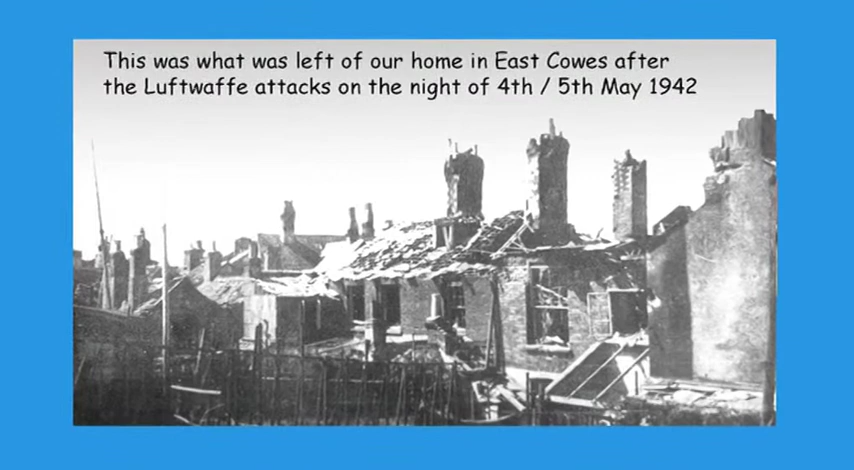 This was what was left of our home in East Cowes after
the Luftwaffe attacks on the night of 4th / 5th May 1942